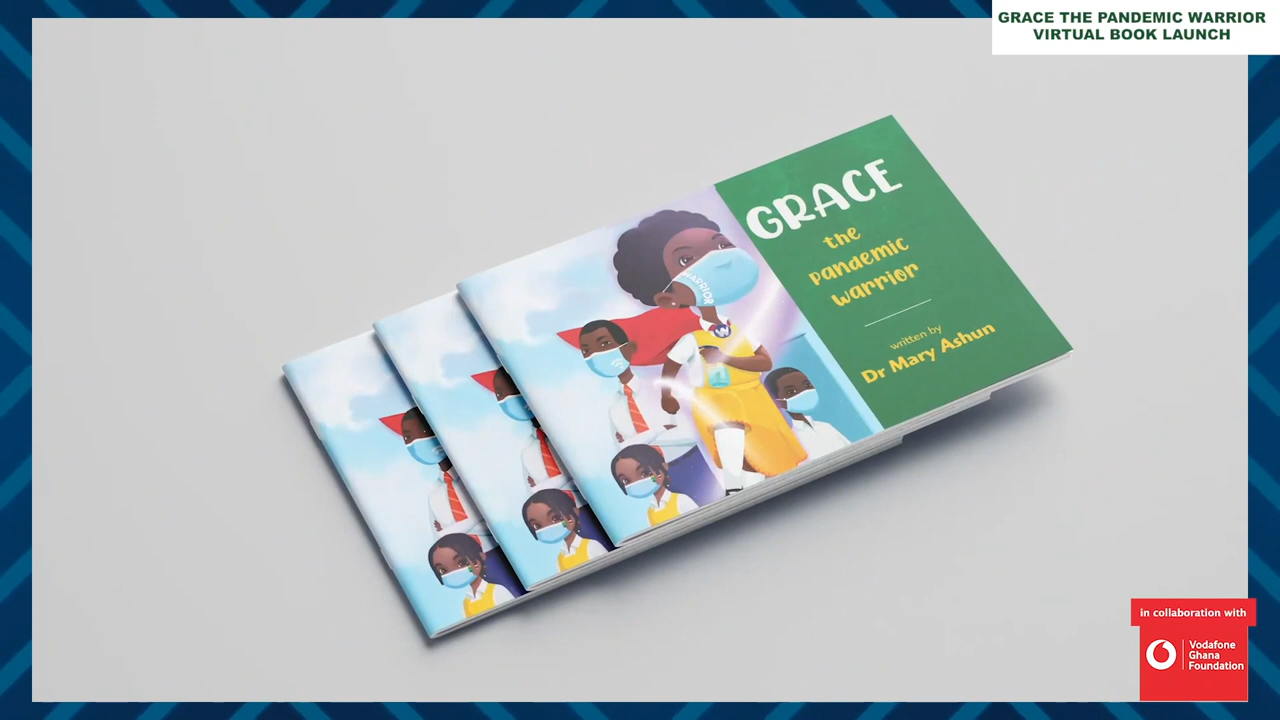 GRACE THE PANDEMIC WARRIOR
VIRTUAL BOOK LAUNCH
GRACE
the
pandemic
warrior
written by
Dr Mary Ashun
WARRIOR
W
in collaboration with
Vodafone
Ghana
Foundation